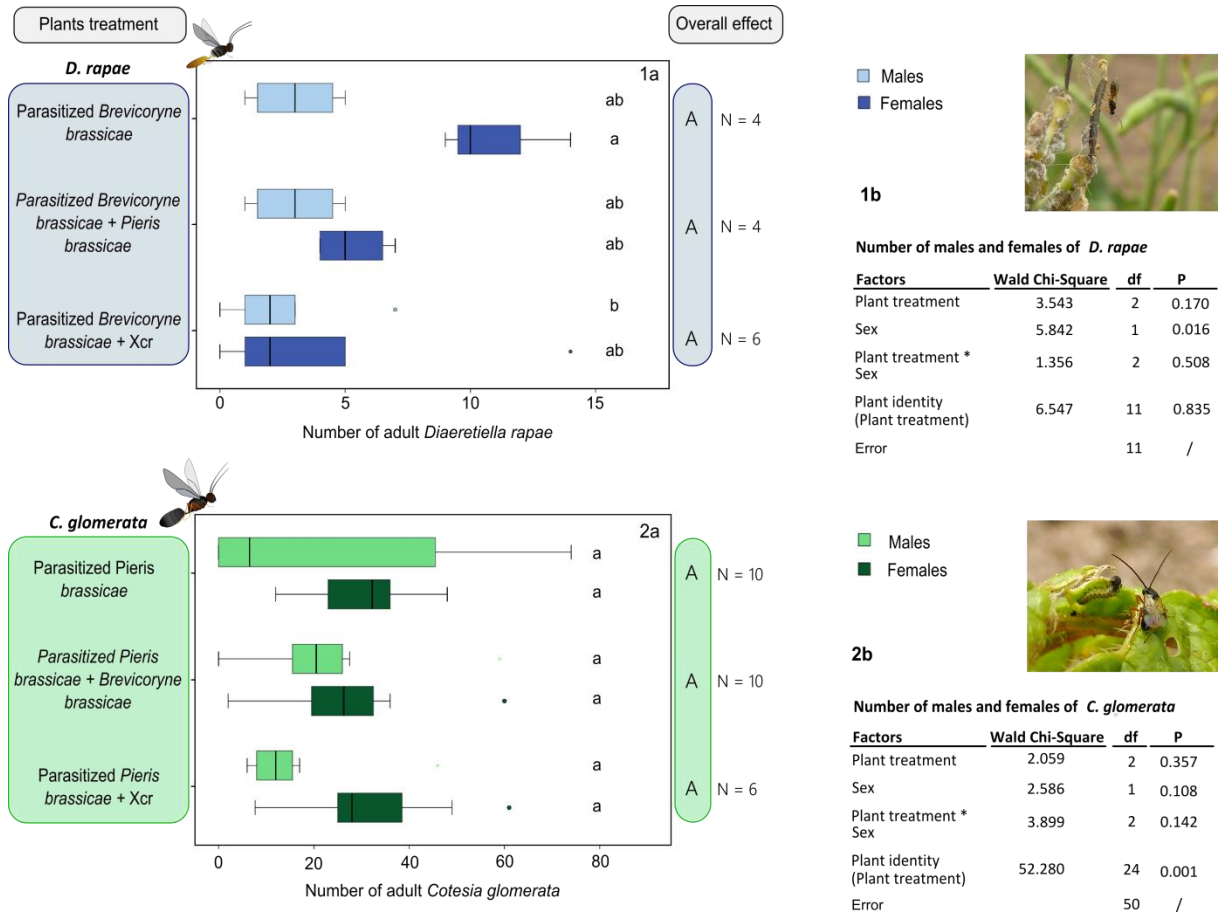 Plants treatment
Overall effect
D. rapae
1a
Parasitized Brevicoryne
brassicae
ab
a
A
N = 4
Parasitized Brevicoryne
brassicae + Pieris
brassicae
ab
ab
A
N = 4
Parasitized Brevicoryne
brassicae + Xcr
b
ab
A
N = 6
0 5 10 15
Number of adult Diaeretiella rapae
Males
Females
1b
Number of males and females of D. rapae
Factors Wald Chi-Square df P
Plant treatment 3.543 2 0.170
Sex 5.842 1 0.016
Plant treatment * 1.356 2 0.508
Sex
Plant identity 6.547 11 0.835
(Plant treatment)
Error 11 /
C. glomerata
2a
Parasitized Pieris
brassicae
a
a
A
N = 10
Parasitized Pieris
brassicae + Brevicoryne
brassicae
a
a
A
N = 10
Parasitized Pieris
brassicae + Xcr
a
a
A
N = 6
0 20 40 60 80
Number of adult Cotesia glomerata
Males
Females
2b
Number of males and females of C. glomerata
Factors Wald Chi-Square df P
Plant treatment 2.059 2 0.357
Sex 2.586 1 0.108
Plant treatment * 3.899 2 0.142
Sex
Plant identity 52.280 24 0.001
(Plant treatment)
Error 50 /